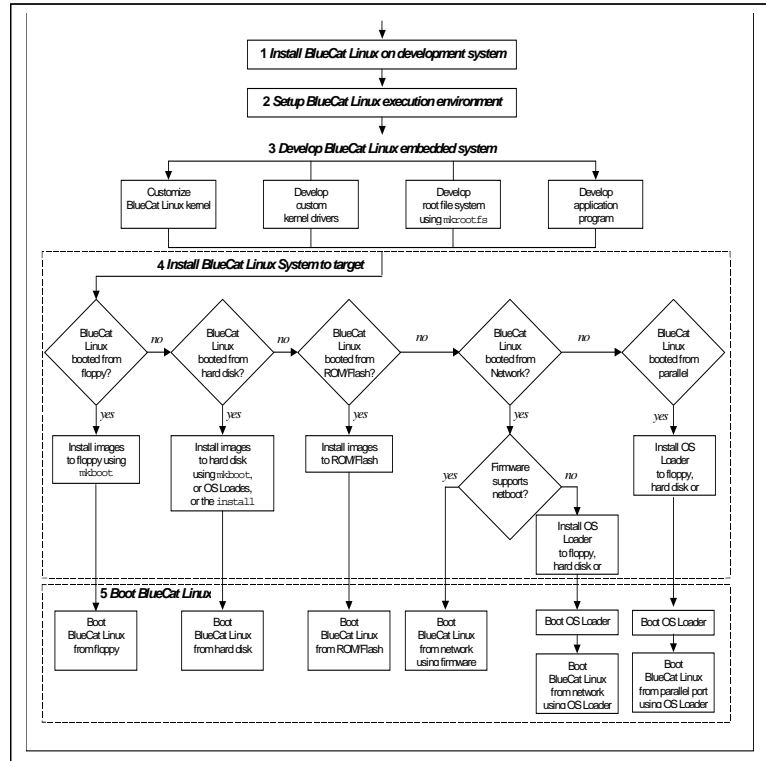 1 Install BlueCat Linux on development system
2 Setup BlueCat Linux execution environment
3 Develop BlueCat Linux embedded system
Customize
BlueCat Linux kernel
Develop
custom
kernel drivers
Develop
root file system
using mkrootfs
Develop
application
program
4 Install BlueCat Linux System to target
BlueCat
Linux
booted from
floppy?
no
BlueCat
Linux
booted from
hard disk?
no
BlueCat
Linux
booted from
ROM/Flash?
no
BlueCat
Linux
booted from
Network?
no
BlueCat
Linux
booted from
parallel
yes
yes
yes
yes
yes
Install images
to floppy using
mkboot
Install images
to hard disk
using mkboot,
or OS Loades,
or the install
Install images
to ROM/Flash
yes
Firmware
supports
netboot?
no
Install OS
Loader
to floppy,
hard disk or
Install OS
Loader
to floppy,
hard disk or
5 Boot BlueCat Linux
Boot
BlueCat Linux
from floppy
Boot
BlueCat Linux
from hard disk
Boot
BlueCat Linux
from ROM/Flash
Boot
BlueCat Linux
from network
using firmware
Boot OS Loader
Boot
BlueCat Linux
from network
using OS Loader
Boot OS Loader
Boot
BlueCat Linux
from parallel port
using OS Loader